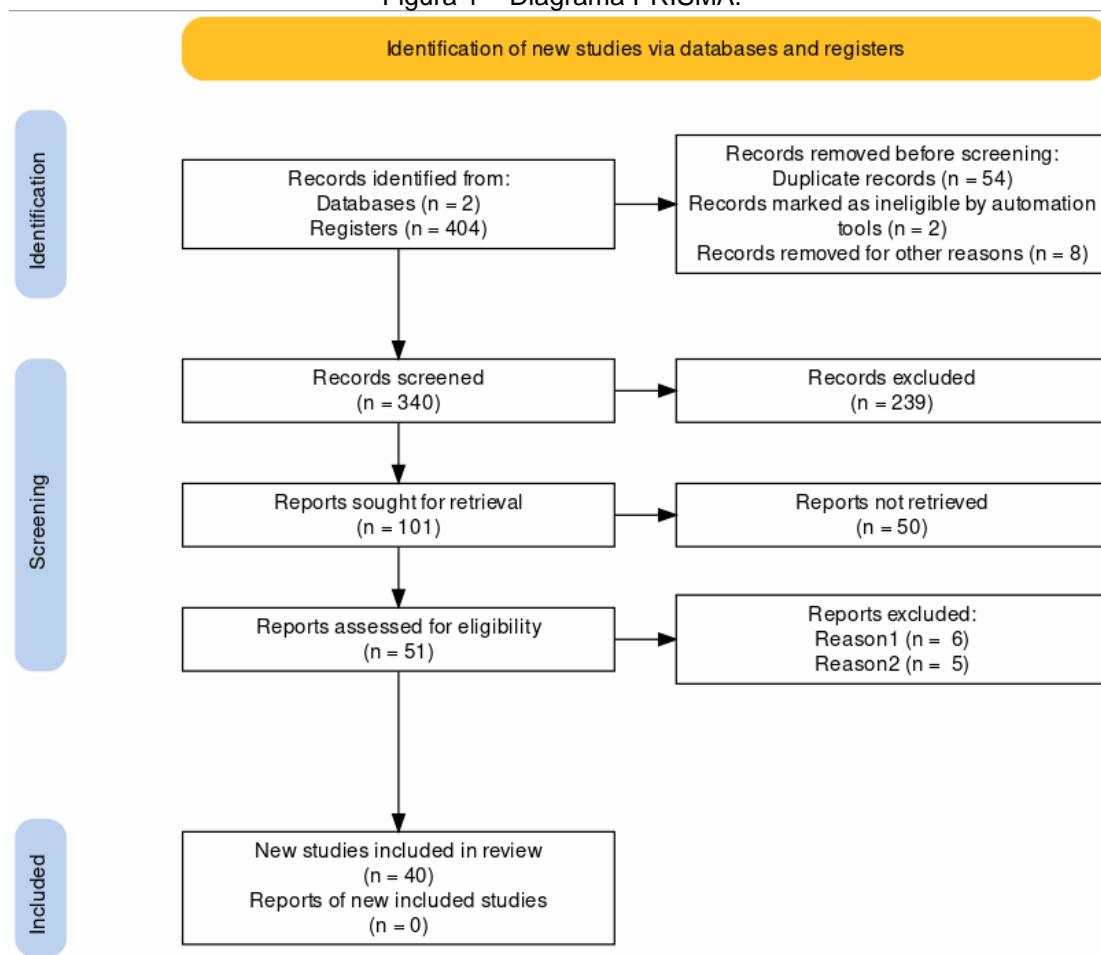 Figura 1 – Diagrama PRISMA.
Identification of new studies via databases and registers
Identification
Records identified from:
Databases (n = 2)
Registers (n = 404)
Records removed before screening:
Duplicate records (n = 54)
Records marked as ineligible by automation
tools (n = 2)
Records removed for other reasons (n = 8)
Screening
Records screened
(n = 340)
Records excluded
(n = 239)
Reports sought for retrieval
(n = 101)
Reports not retrieved
(n = 50)
Reports assessed for eligibility
(n = 51)
Reports excluded:
Reason1 (n = 6)
Reason2 (n = 5)
Included
New studies included in review
(n = 40)
Reports of new included studies
(n = 0)